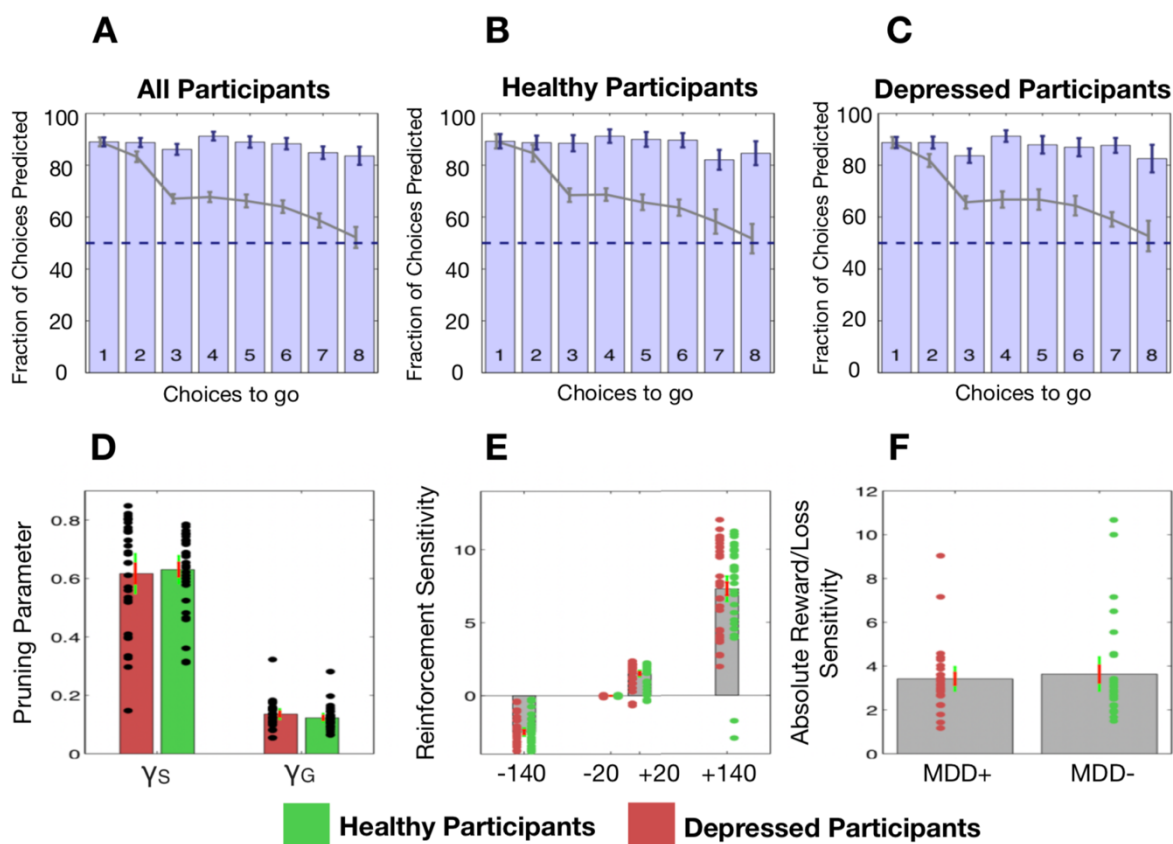 A
B
C
All Participants
Healthy Participants
Depressed Participants
Fraction of Choices Predicted
100
80
60
40
20
0
1 2 3 4 5 6 7 8
Choices to go
Fraction of Choices Predicted
100
80
60
40
20
0
1 2 3 4 5 6 7 8
Choices to go
Fraction of Choices Predicted
100
80
60
40
20
0
1 2 3 4 5 6 7 8
Choices to go
D
E
F
Pruning Parameter
0.8
0.6
0.4
0.2
0
γS γG
Reinforcement Sensitivity
10
5
0
-140 -20 +20 +140
Absolute Reward/Loss
Sensitivity
12
10
8
6
4
2
0
MDD+ MDD-
Healthy Participants
Depressed Participants